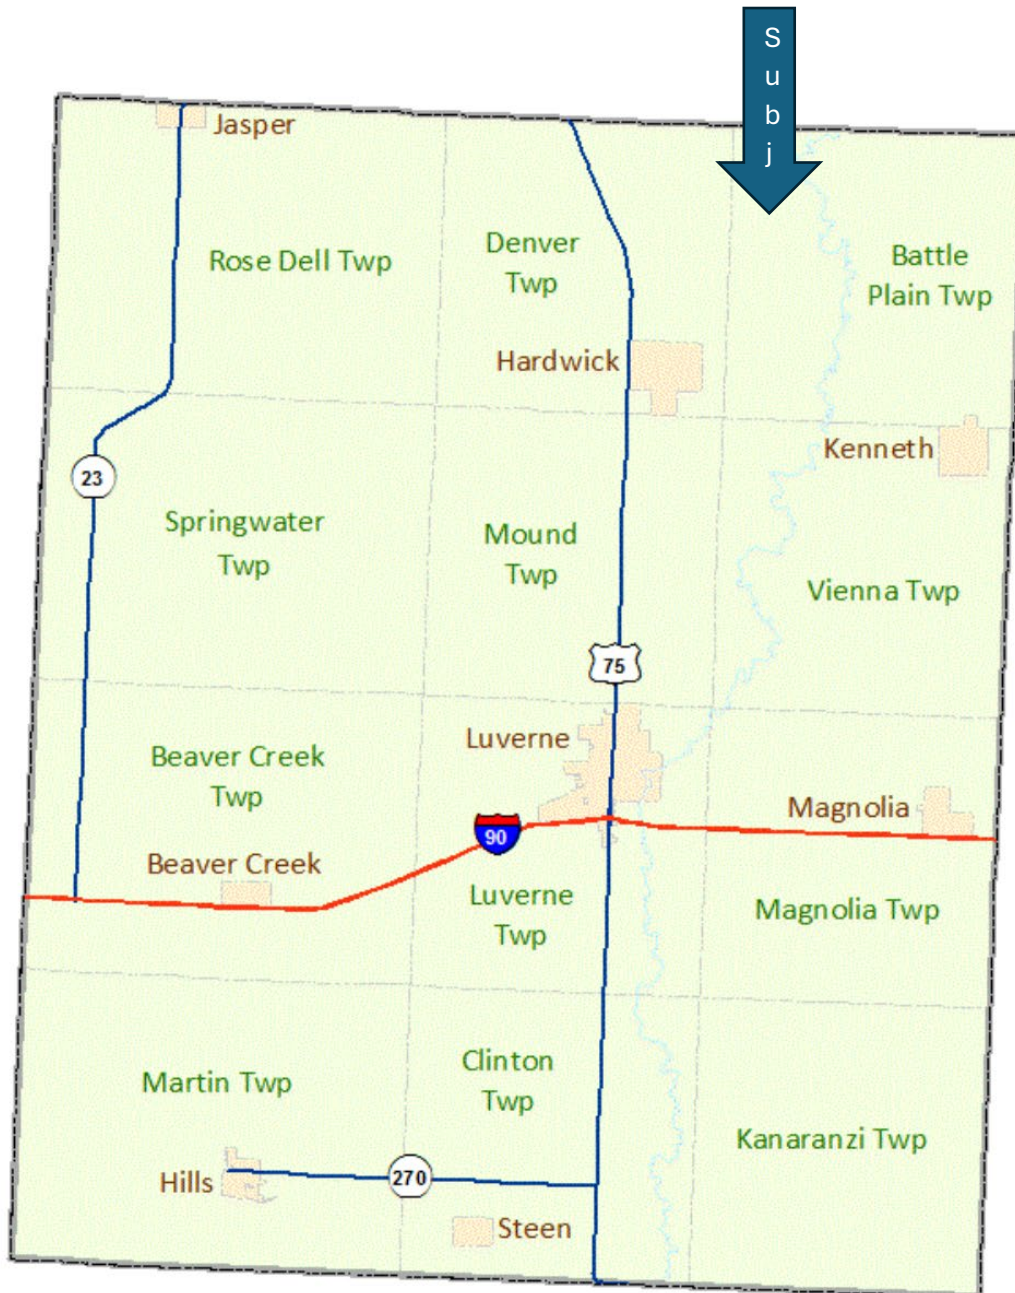 S
u
b
j
Jasper
Rose Dell Twp
Denver
Twp
Battle
Plain Twp
Hardwick
Kenneth
23
Springwater
Twp
Mound
Twp
Vienna Twp
75
Luverne
Beaver Creek
Twp
Magnolia
90
Beaver Creek
Luverne
Twp
Magnolia Twp
Martin Twp
Clinton
Twp
Kanaranzi Twp
Hills
270
Steen